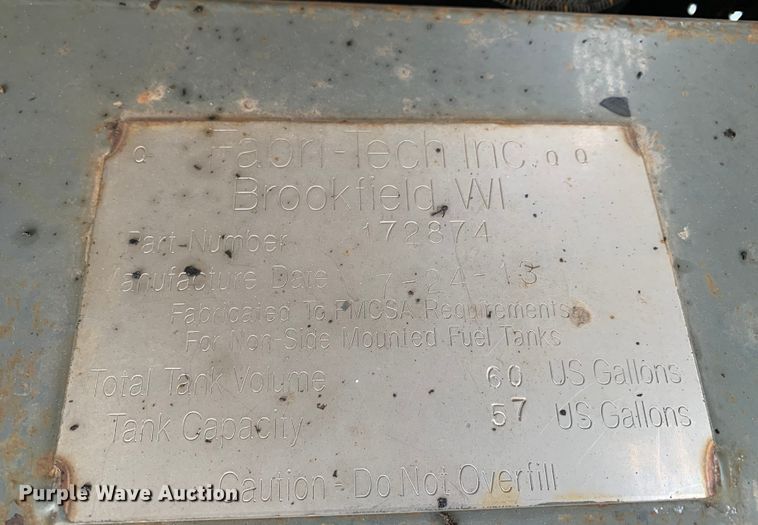 Q Fabri-Tech Inc. Q Q
Brookfield, WI
Part Number 172874
Manufacture Date 7-24-13
Fabricated To FMCSA Requirements
For Non-Side Mounted Fuel Tanks
Total Tank Volume 60 US Gallons
Tank Capacity 57 US Gallons
Caution - Do Not Overfill
Purple Wave Auction